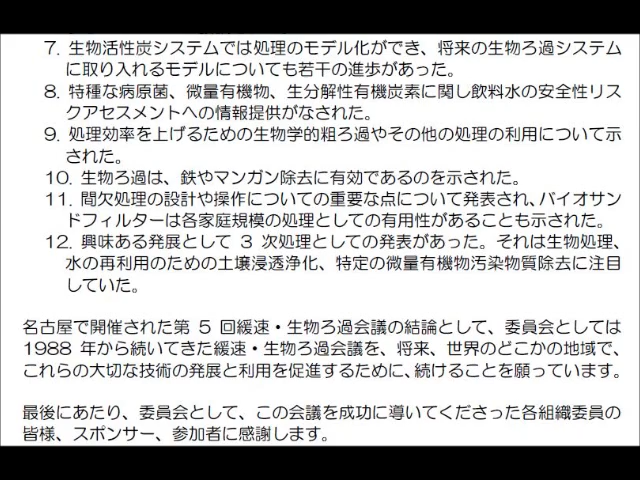 7. 生物活性炭システムでは処理のモデル化ができ、将来の生物ろ過システム
に取り入れるモデルについても若干の進歩があった。
8. 特種な病原菌、微量有機物、生分解性有機炭素に関し飲料水の安全性リス
クアセスメントへの情報提供がなされた。
9. 処理効率を上げるための生物学的粗ろ過やその他の処理の利用について示
された。
10. 生物ろ過は、鉄やマンガン除去に有効であるのを示された。
11. 間欠処理の設計や操作についての重要な点について発表され、バイオサン
ドフィルターは各家庭規模の処理としての有用性があることも示された。
12. 興味ある発展として 3 次処理としての発表があった。それは生物処理、
水の再利用のための土壌浸透浄化、特定の微量有機物汚染物質除去に注目
していた。
名古屋で開催された第 5 回緩速・生物ろ過会議の結論として、委員会としては
1988 年から続いてきた緩速・生物ろ過会議を、将来、世界のどこかの地域で、
これらの大切な技術の発展と利用を促進するために、続けることを願っています。
最後にあたり、委員会として、この会議を成功に導いてくださった各組織委員の
皆様、スポンサー、参加者に感謝します。